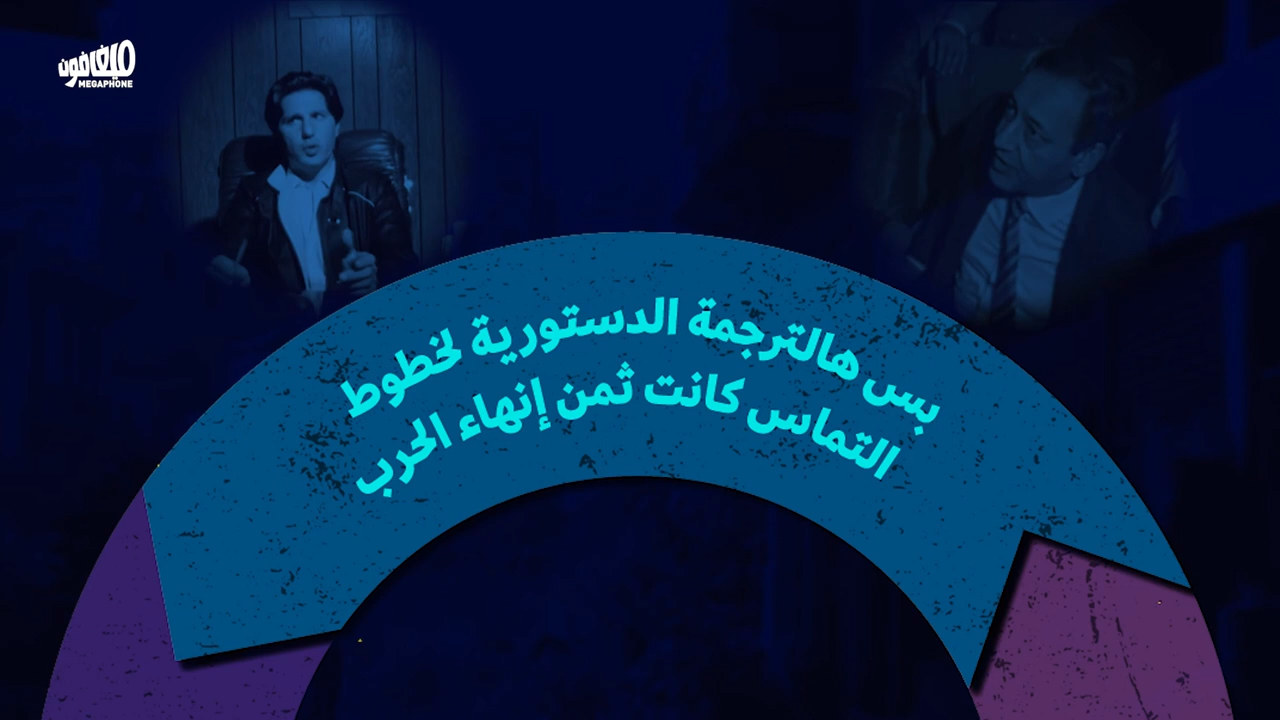 ميغافون
MEGAPHONE
بس هالترجمة الدستورية لخطوط
التماس كانت ثمن إنهاء الحرب